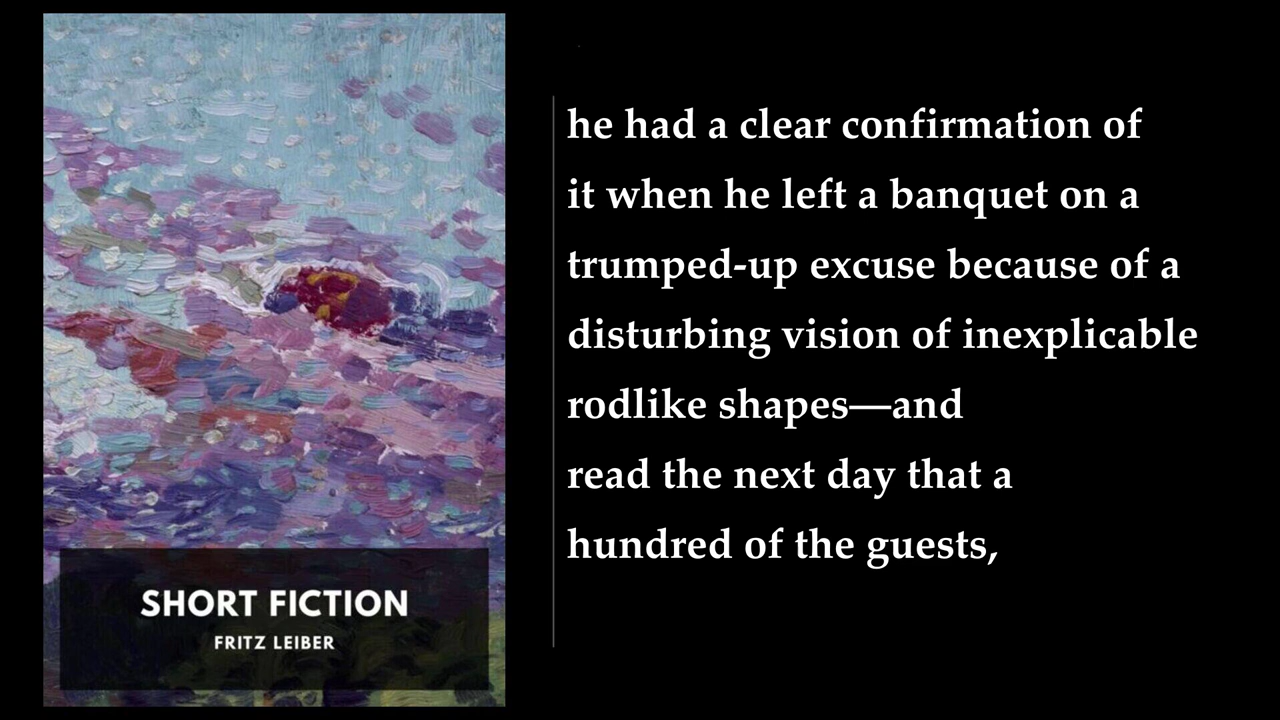 SHORT FICTION
FRITZ LEIBER
he had a clear confirmation of
it when he left a banquet on a
trumped-up excuse because of a
disturbing vision of inexplicable
rodlike shapes—and
read the next day that a
hundred of the guests,